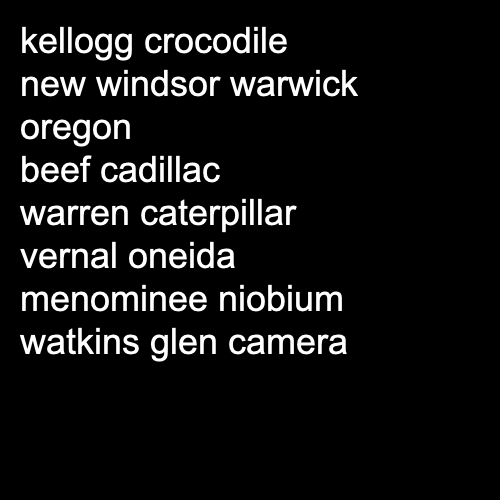 kellogg crocodile
new windsor warwick
oregon
beef cadillac
warren caterpillar
vernal oneida
menominee niobium
watkins glen camera